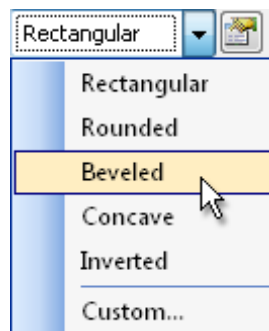 Rectangular
Rectangular
Rounded
Beveled
Concave
Inverted
Custom...